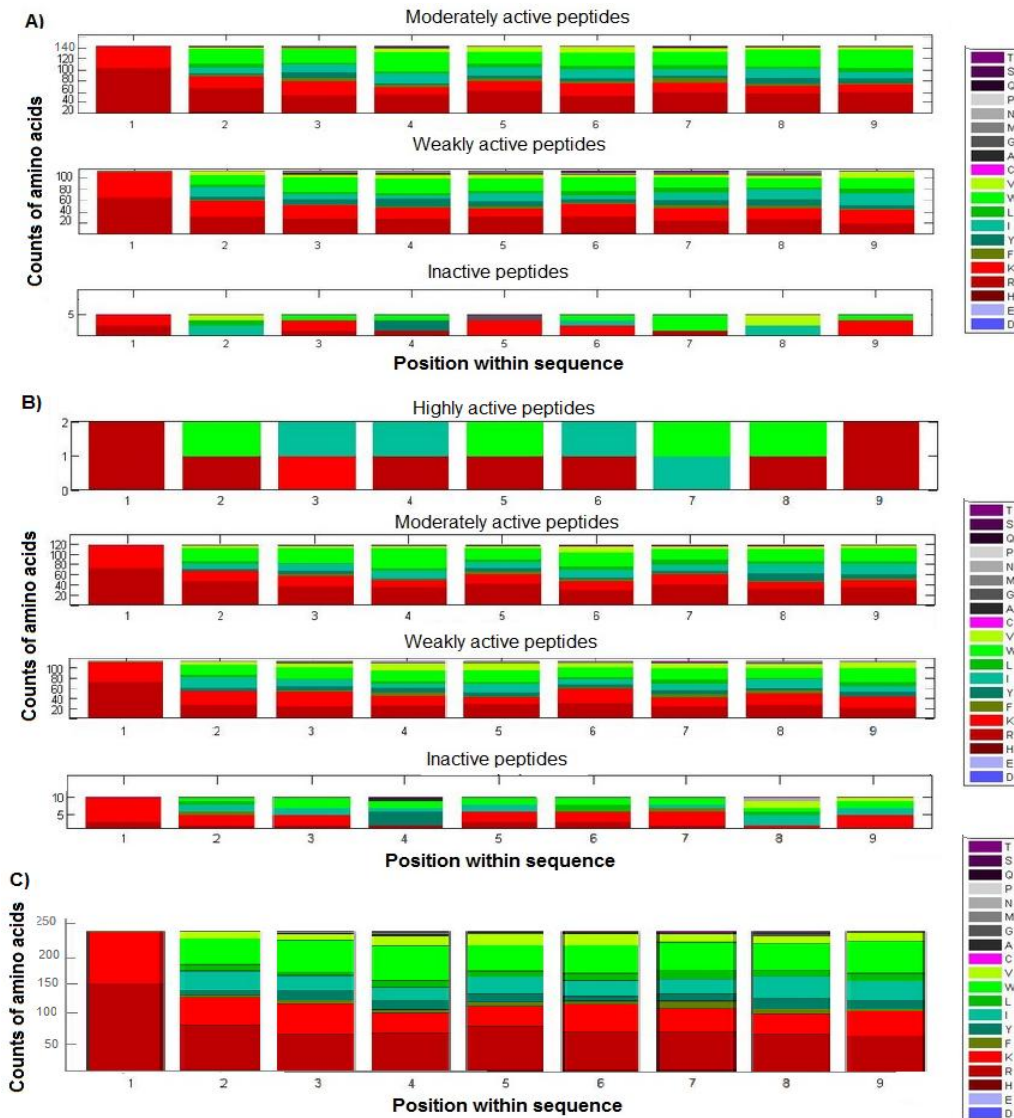 A)
Moderately active peptides
140
120
100
80
60
40
20
1 2 3 4 5 6 7 8 9
Weakly active peptides
100
80
60
40
20
1 2 3 4 5 6 7 8 9
Inactive peptides
5
1 2 3 4 5 6 7 8 9
Position within sequence
Counts of amino acids
T
S
Q
P
N
M
G
A
C
V
W
L
I
Y
F
K
R
H
E
D
B)
Highly active peptides
2
1
0
1 2 3 4 5 6 7 8 9
Moderately active peptides
120
100
80
60
40
20
1 2 3 4 5 6 7 8 9
Weakly active peptides
100
80
60
40
20
1 2 3 4 5 6 7 8 9
Inactive peptides
10
5
1 2 3 4 5 6 7 8 9
Position within sequence
Counts of amino acids
T
S
Q
P
N
M
G
A
C
V
W
L
I
Y
F
K
R
H
E
D
C)
250
200
150
100
50
1 2 3 4 5 6 7 8 9
Position within sequence
Counts of amino acids
T
S
Q
P
N
M
G
A
C
V
W
L
I
Y
F
K
R
H
E
D